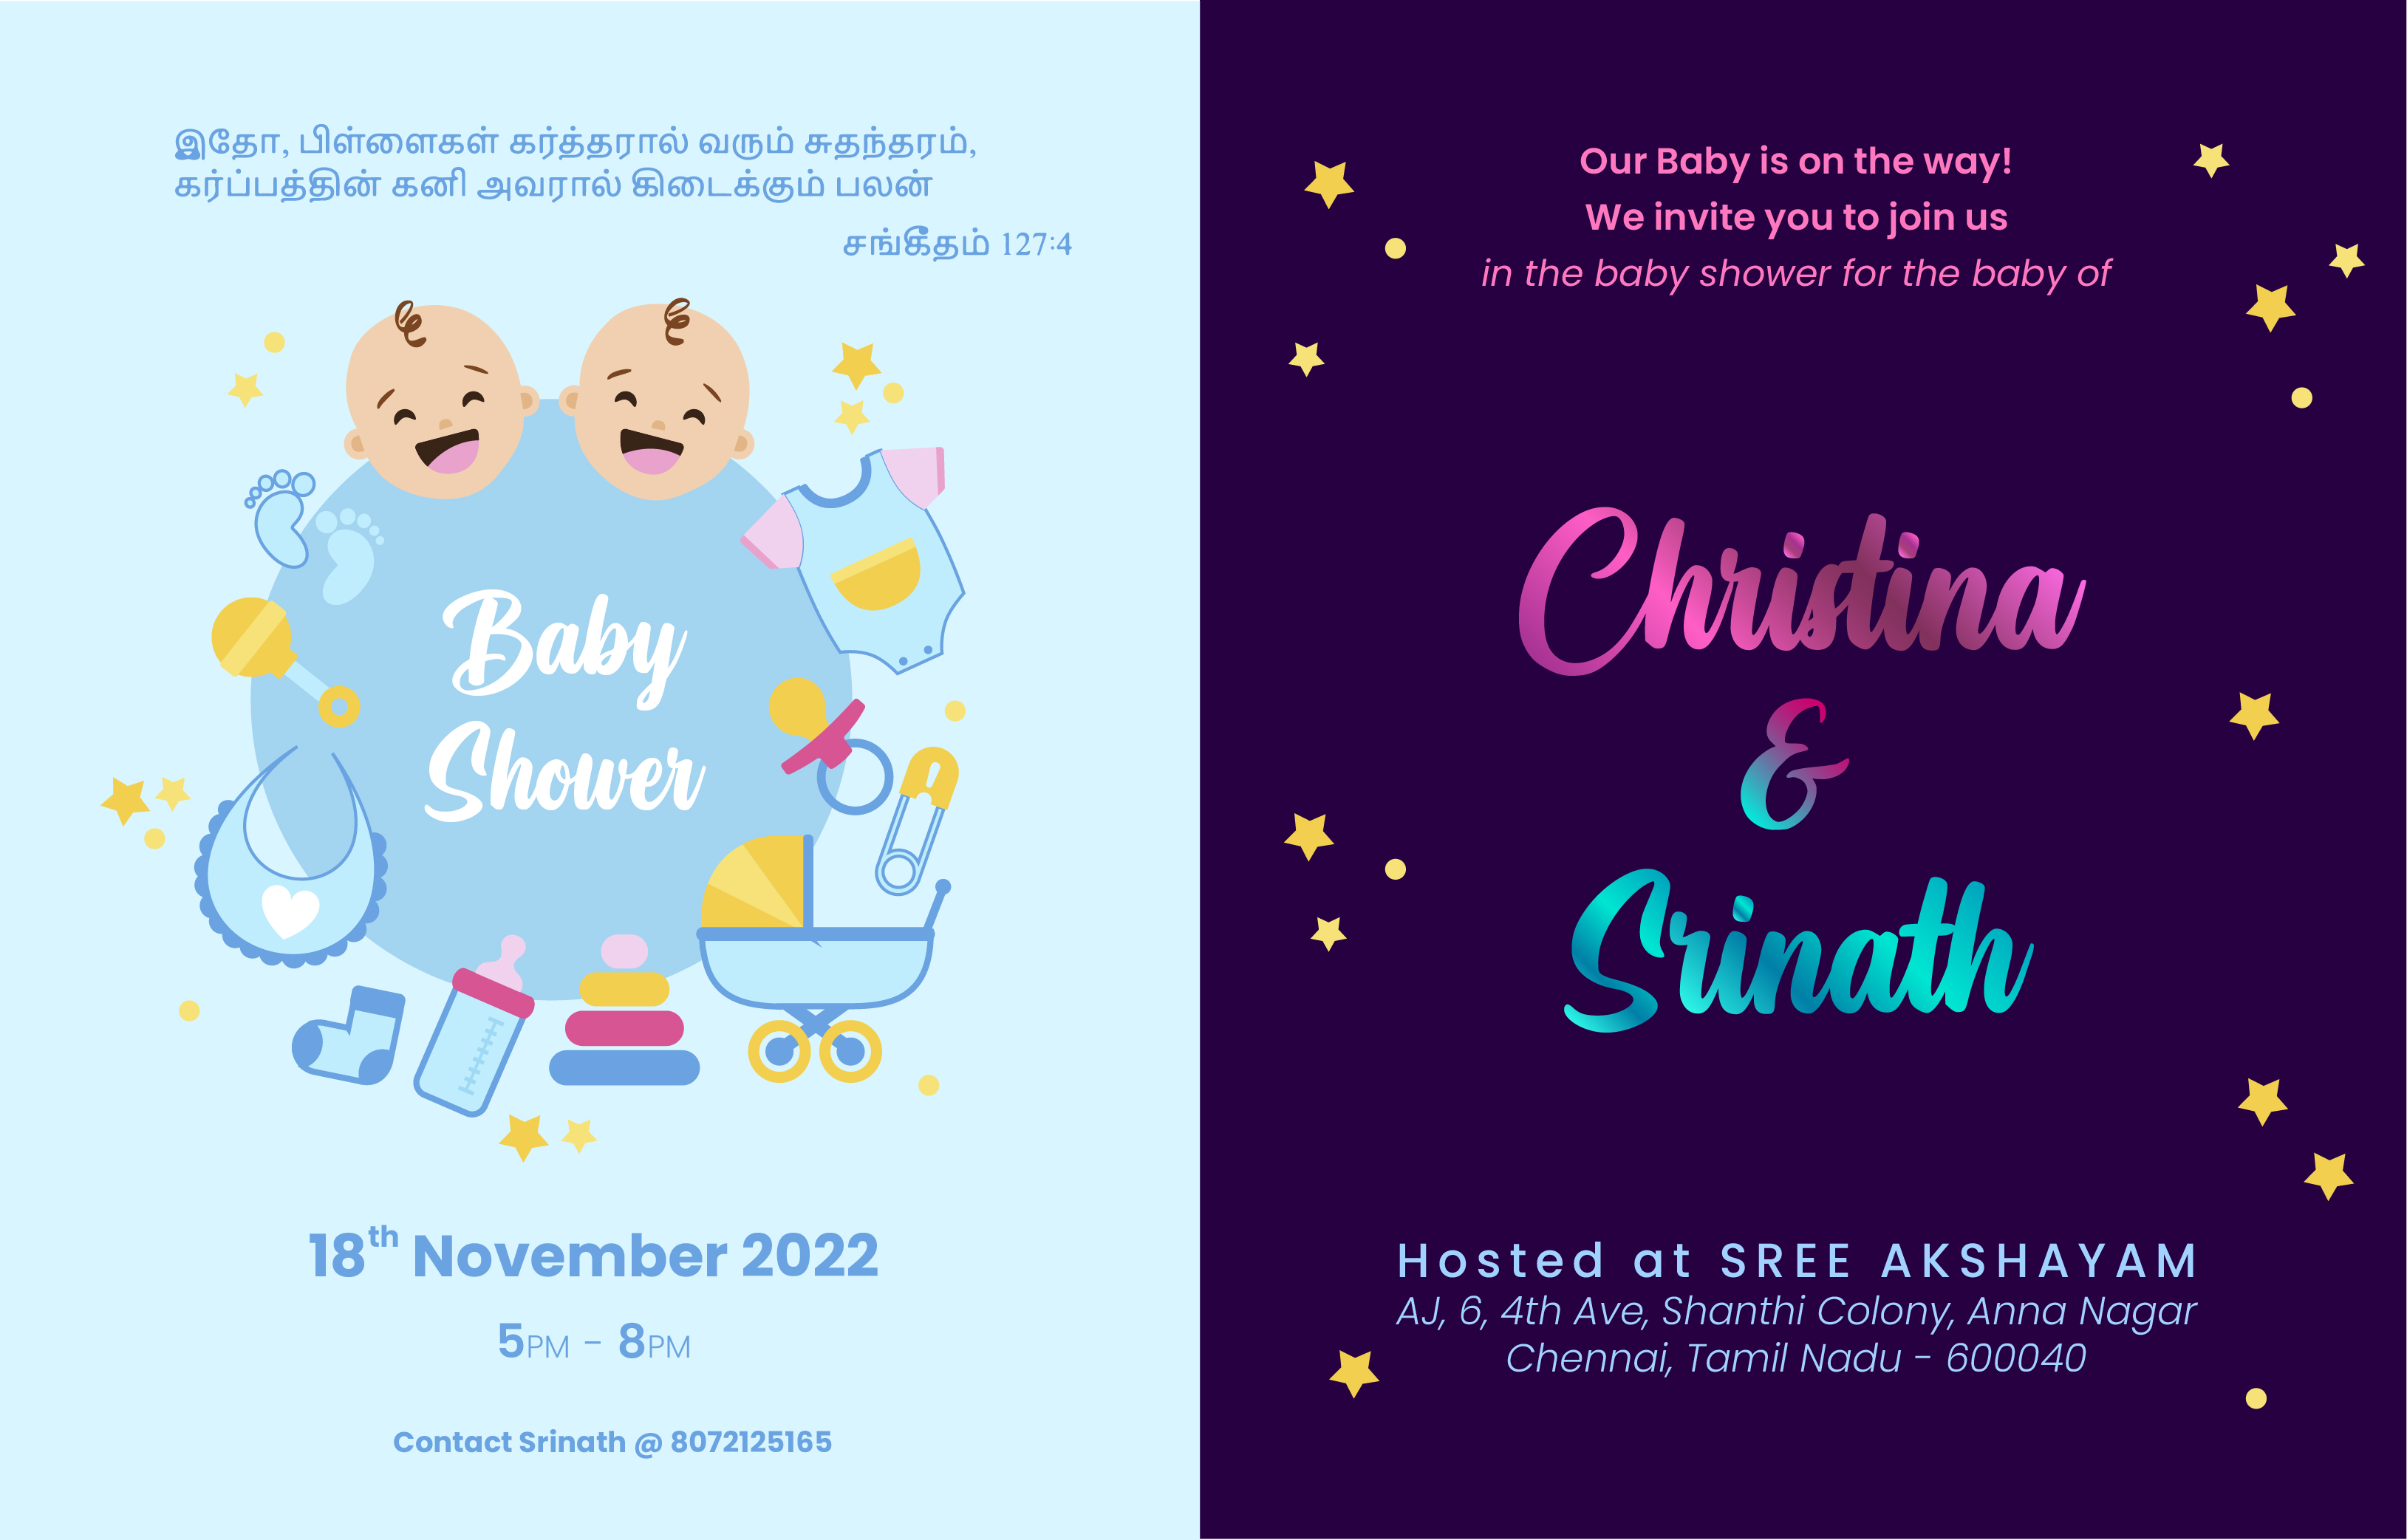 இதோ, பிள்ளைகள் கர்த்தரால் வரும் சுதந்தரம்,
கர்ப்பத்தின் கனி அவரால் கிடைக்கும் பலன்
சங்கீதம் 127:4
Baby
Shower
18th November 2022
5PM - 8PM
Contact Srinath @ 8072125165
Our Baby is on the way!
We invite you to join us
in the baby shower for the baby of
Christina
&
Srinath
Hosted at SREE AKSHAYAM
AJ, 6, 4th Ave, Shanthi Colony, Anna Nagar
Chennai, Tamil Nadu - 600040